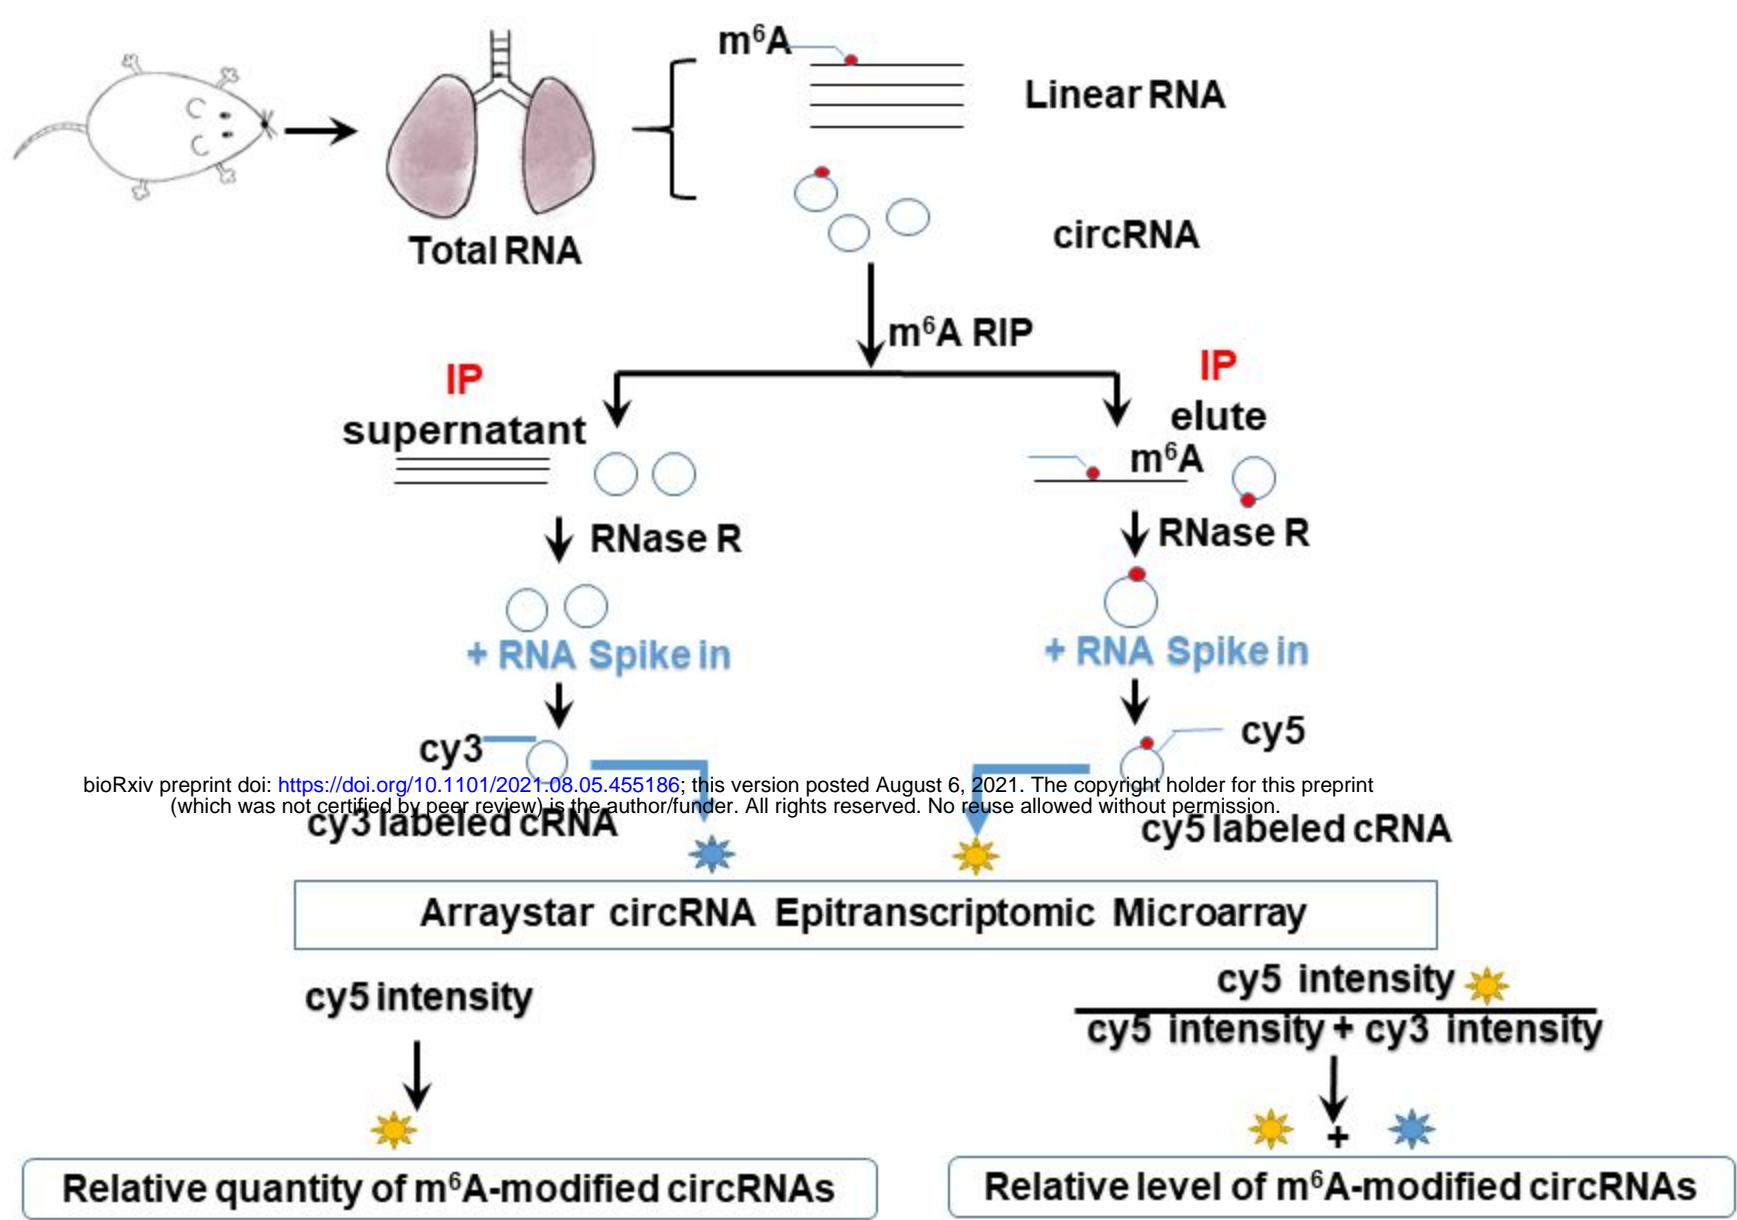 m⁶A
Linear RNA
circRNA
Total RNA
m⁶A RIP
IP
supernatant
IP
elute
m⁶A
RNase R
RNase R
+ RNA Spike in
+ RNA Spike in
cy3
cy5
bioRxiv preprint doi: https://doi.org/10.1101/2021.08.05.455186; this version posted August 6, 2021. The copyright holder for this preprint
(which was not certified by peer review) is the author/funder. All rights reserved. No reuse allowed without permission.
cy3 labeled cRNA
cy5 labeled cRNA
Arraystar circRNA Epitranscriptomic Microarray
cy5 intensity
cy5 intensity
cy5 intensity + cy3 intensity
+
Relative quantity of m⁶A-modified circRNAs
Relative level of m⁶A-modified circRNAs